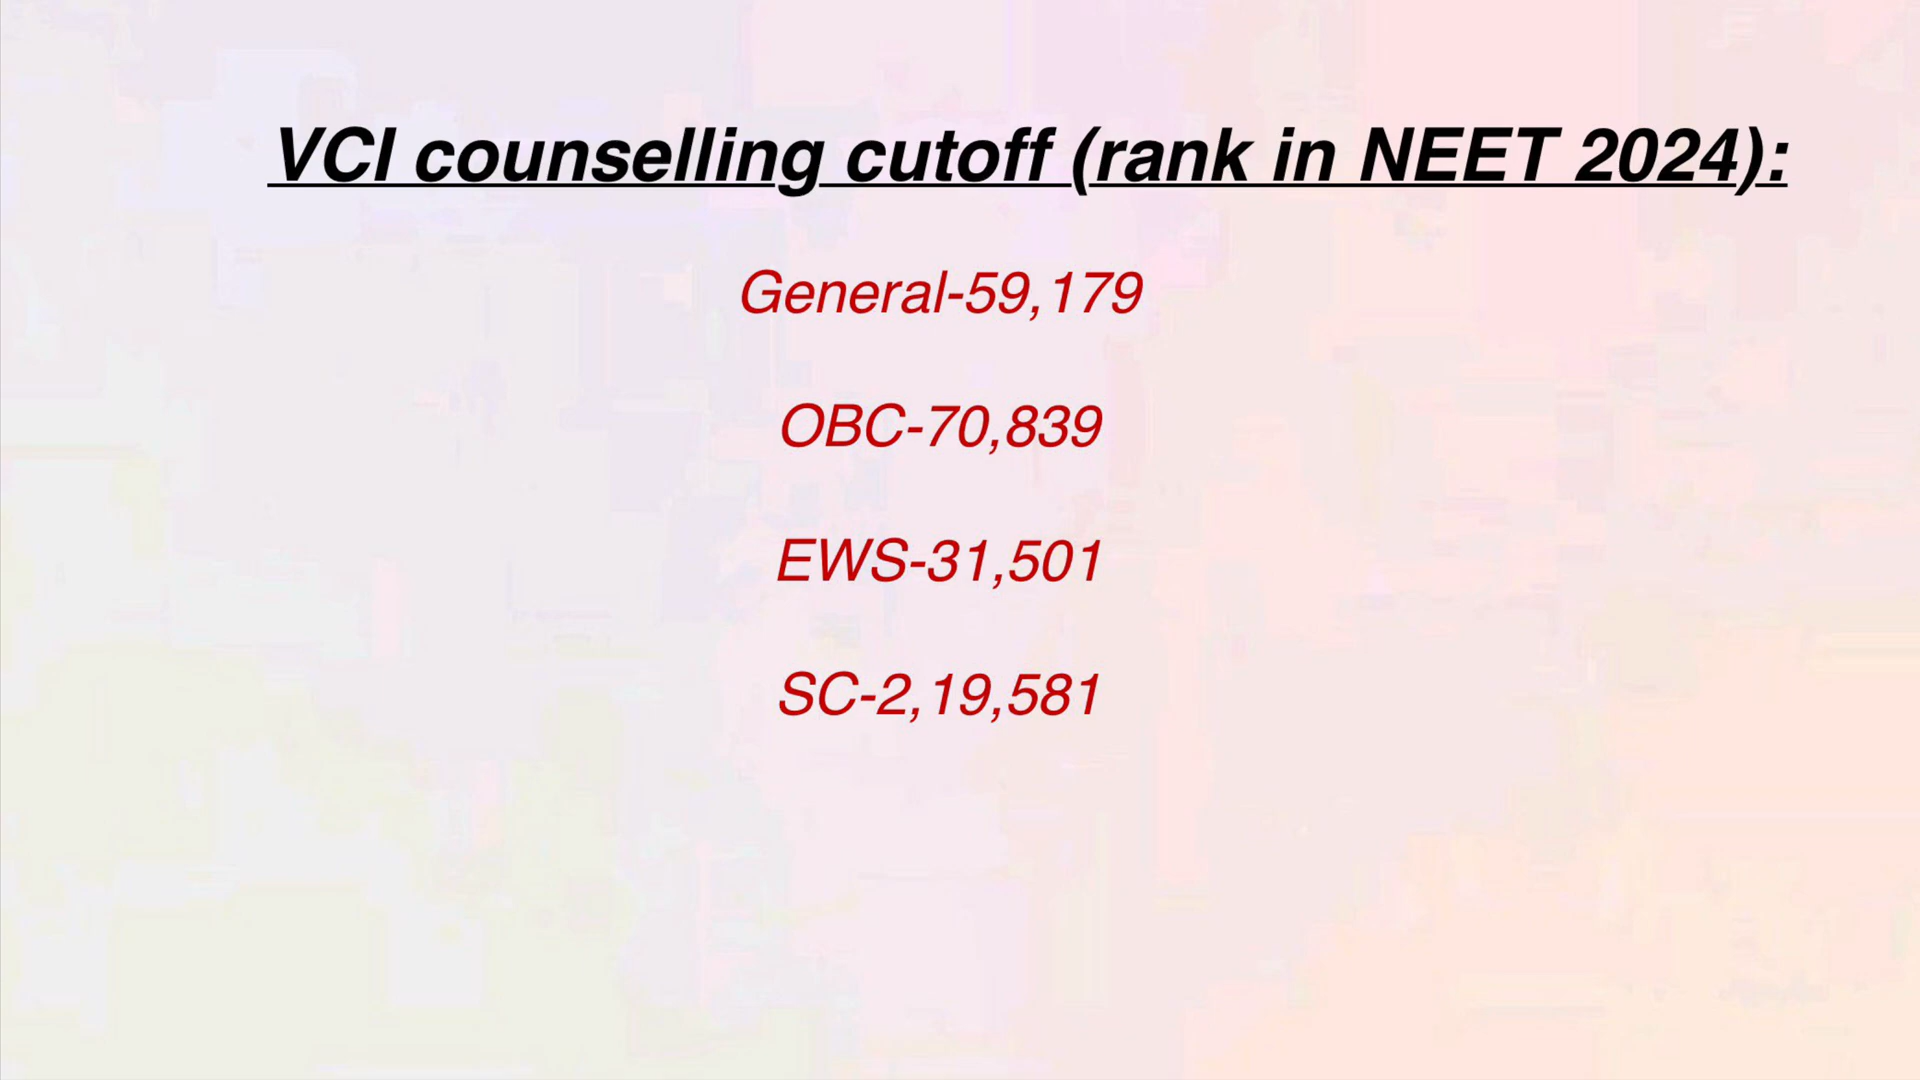 VCI counselling cutoff (rank in NEET 2024):
General-59,179
OBC-70,839
EWS-31,501
SC-2,19,581